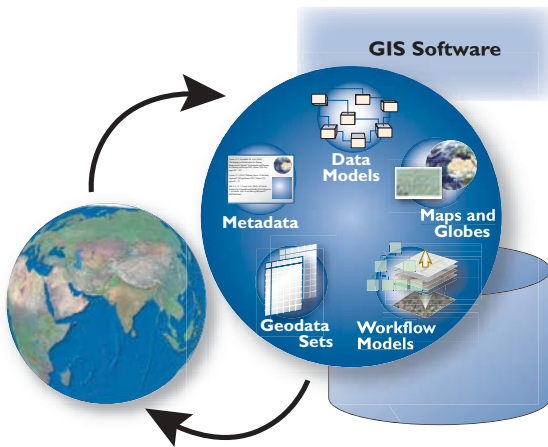 GIS Software
Data
Models
Metadata
Maps and
Globes
Geodata
Sets
Workflow
Models